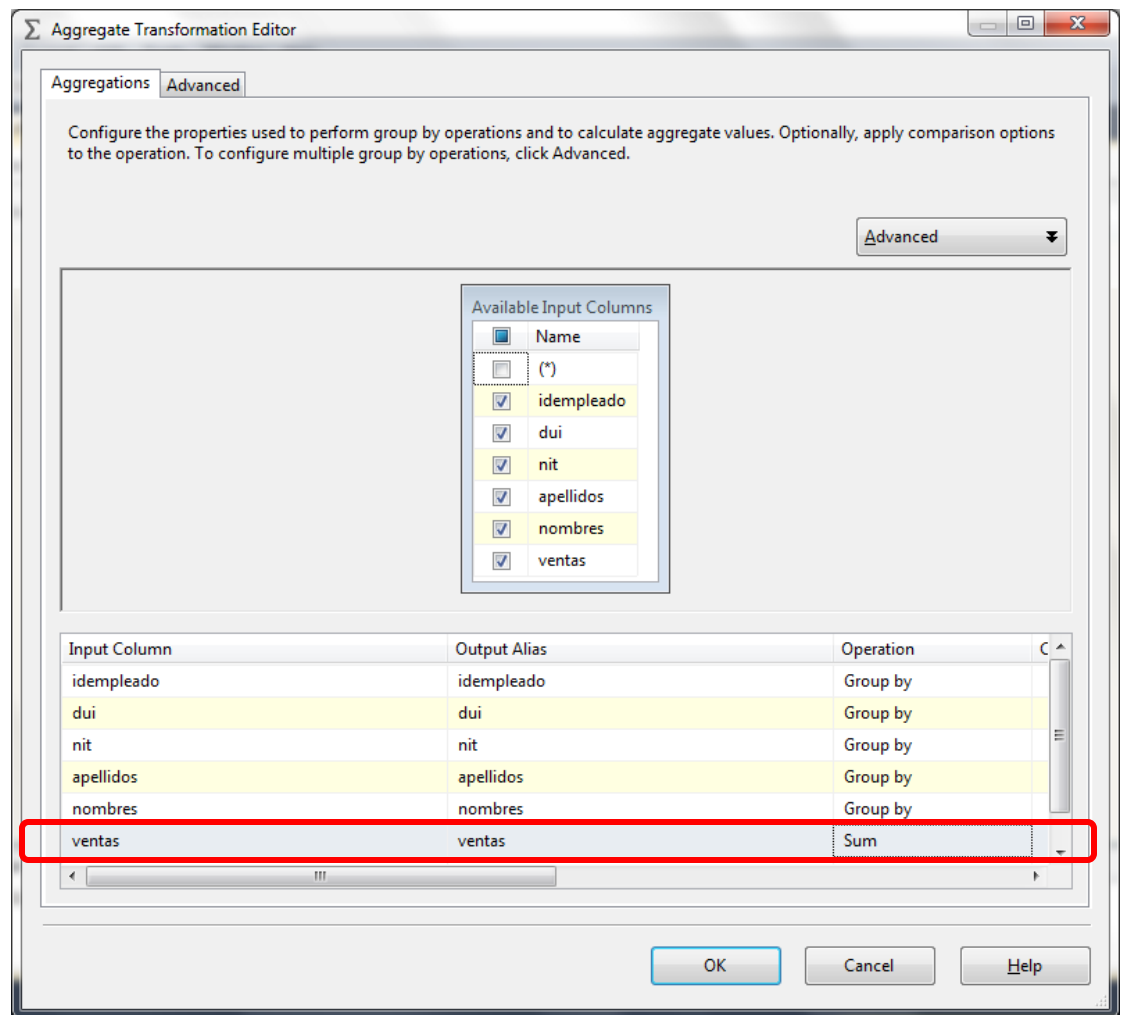 Aggregate Transformation Editor
Aggregations Advanced
Configure the properties used to perform group by operations and to calculate aggregate values. Optionally, apply comparison options
to the operation. To configure multiple group by operations, click Advanced.
Advanced
Available Input Columns
Name
(*)
idempleado
dui
nit
apellidos
nombres
ventas
Input Column Output Alias Operation C
idempleado idempleado Group by
dui dui Group by
nit nit Group by
apellidos apellidos Group by
nombres nombres Group by
ventas ventas Sum
OK Cancel Help